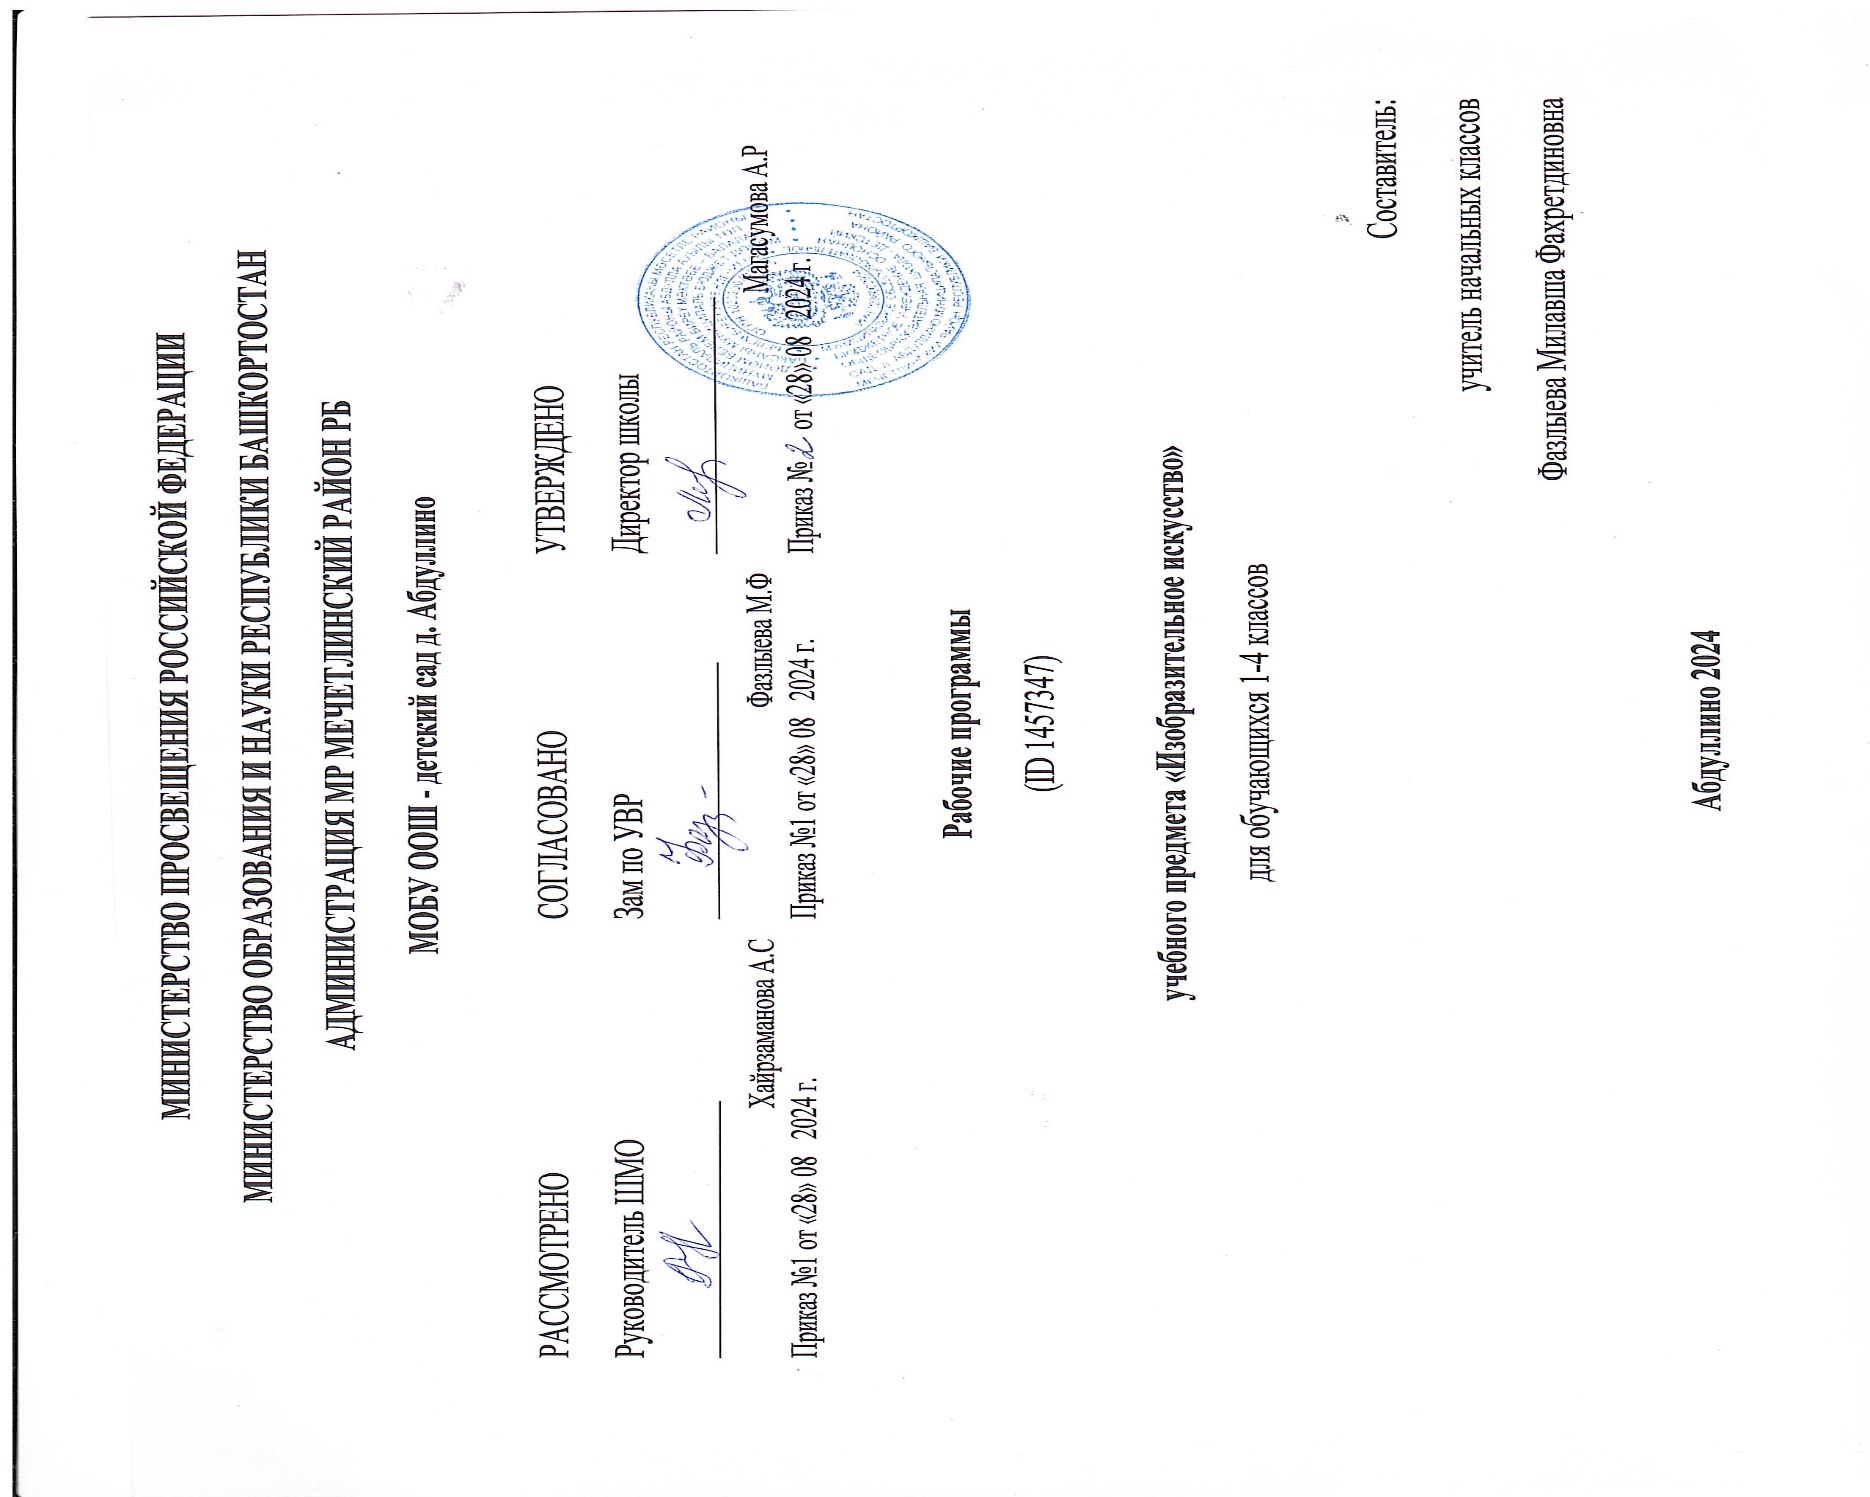 МИНИСТЕРСТВО ПРОСВЕЩЕНИЯ РОССИЙСКОЙ ФЕДЕРАЦИИ
МИНИСТЕРСТВО ОБРАЗОВАНИЯ И НАУКИ РЕСПУБЛИКИ БАШКОРТОСТАН
АДМИНИСТРАЦИЯ МР МЕЧЕТЛИНСКИЙ РАЙОН РБ
МОБУ ООШ - детский сад д. Абдуллино
РАССМОТРЕНО
Руководитель ШМО
Хайрзаманова А.С
Приказ №1 от «28» 08 2024 г.
СОГЛАСОВАНО
Зам по УВР
Фазлыева М.Ф
Приказ №1 от «28» 08 2024 г.
УТВЕРЖДЕНО
Директор школы
Магасумова А.Р
Приказ №2 от «28» 08 2024 г.
Рабочие программы
(ID 14577347)
учебного предмета «Изобразительное искусство»
для обучающихся 1-4 классов
Составитель:
учитель начальных классов
Фазлыева Милавша Фахретдиновна
Абдуллино 2024